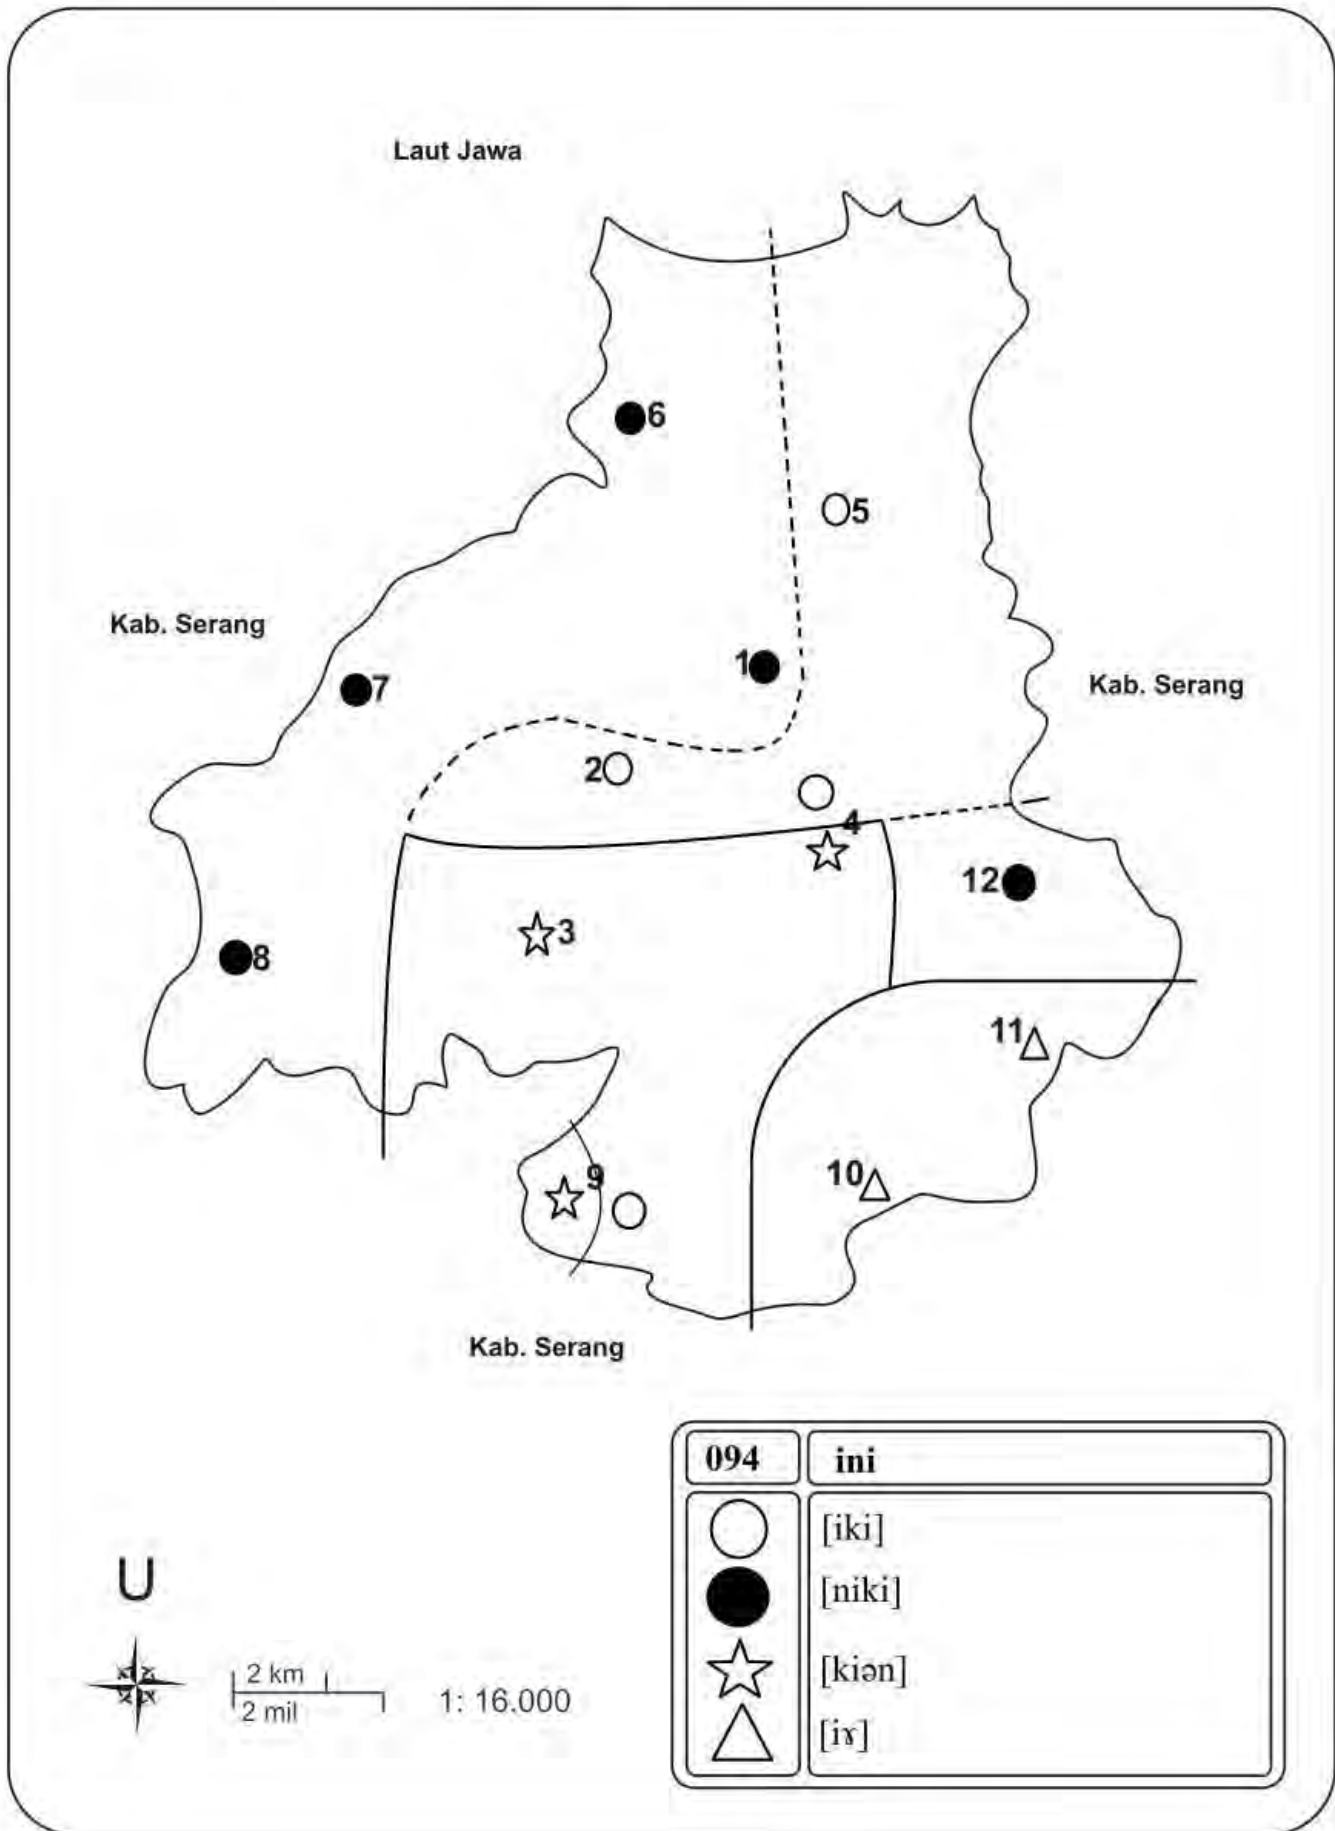 Laut Jawa
6
5
Kab. Serang
1
7
Kab. Serang
2
4
12
3
8
11
10
9
Kab. Serang
094 ini
[iki]
[niki]
[kiən]
[iɤ]
U
2 km
2 mil
1: 16.000